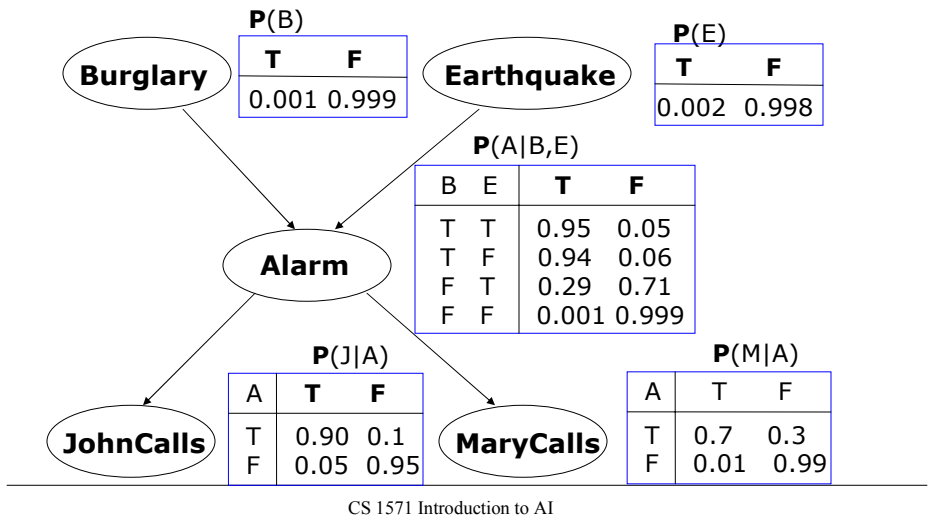 P(B)
T F
0.001 0.999
Burglary
Earthquake
P(E)
T F
0.002 0.998
P(A|B,E)
B E T F
T T 0.95 0.05
T F 0.94 0.06
F T 0.29 0.71
F F 0.001 0.999
Alarm
P(J|A)
A T F
T 0.90 0.1
F 0.05 0.95
P(M|A)
A T F
T 0.7 0.3
F 0.01 0.99
JohnCalls
MaryCalls
CS 1571 Introduction to AI